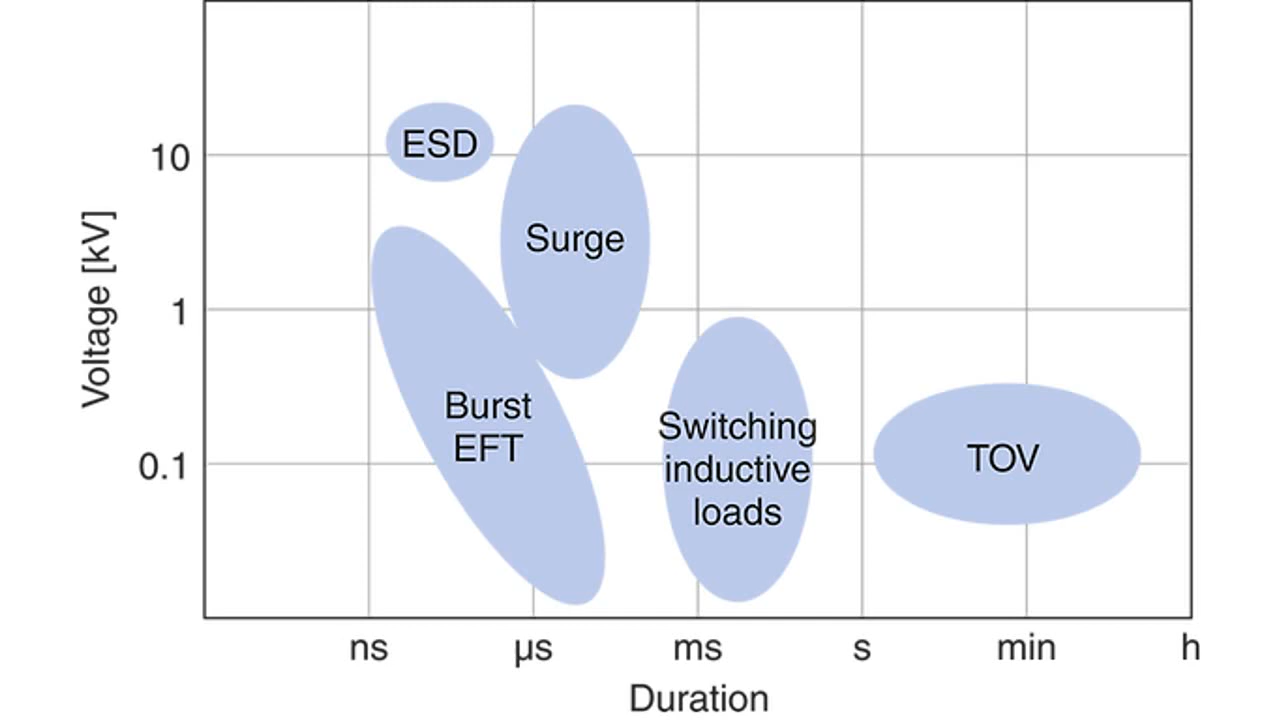 ESD
10
Surge
Voltage [kV]
1
Burst
EFT
Switching
inductive
loads
TOV
0.1
ns
µs
ms
s
min
h
Duration